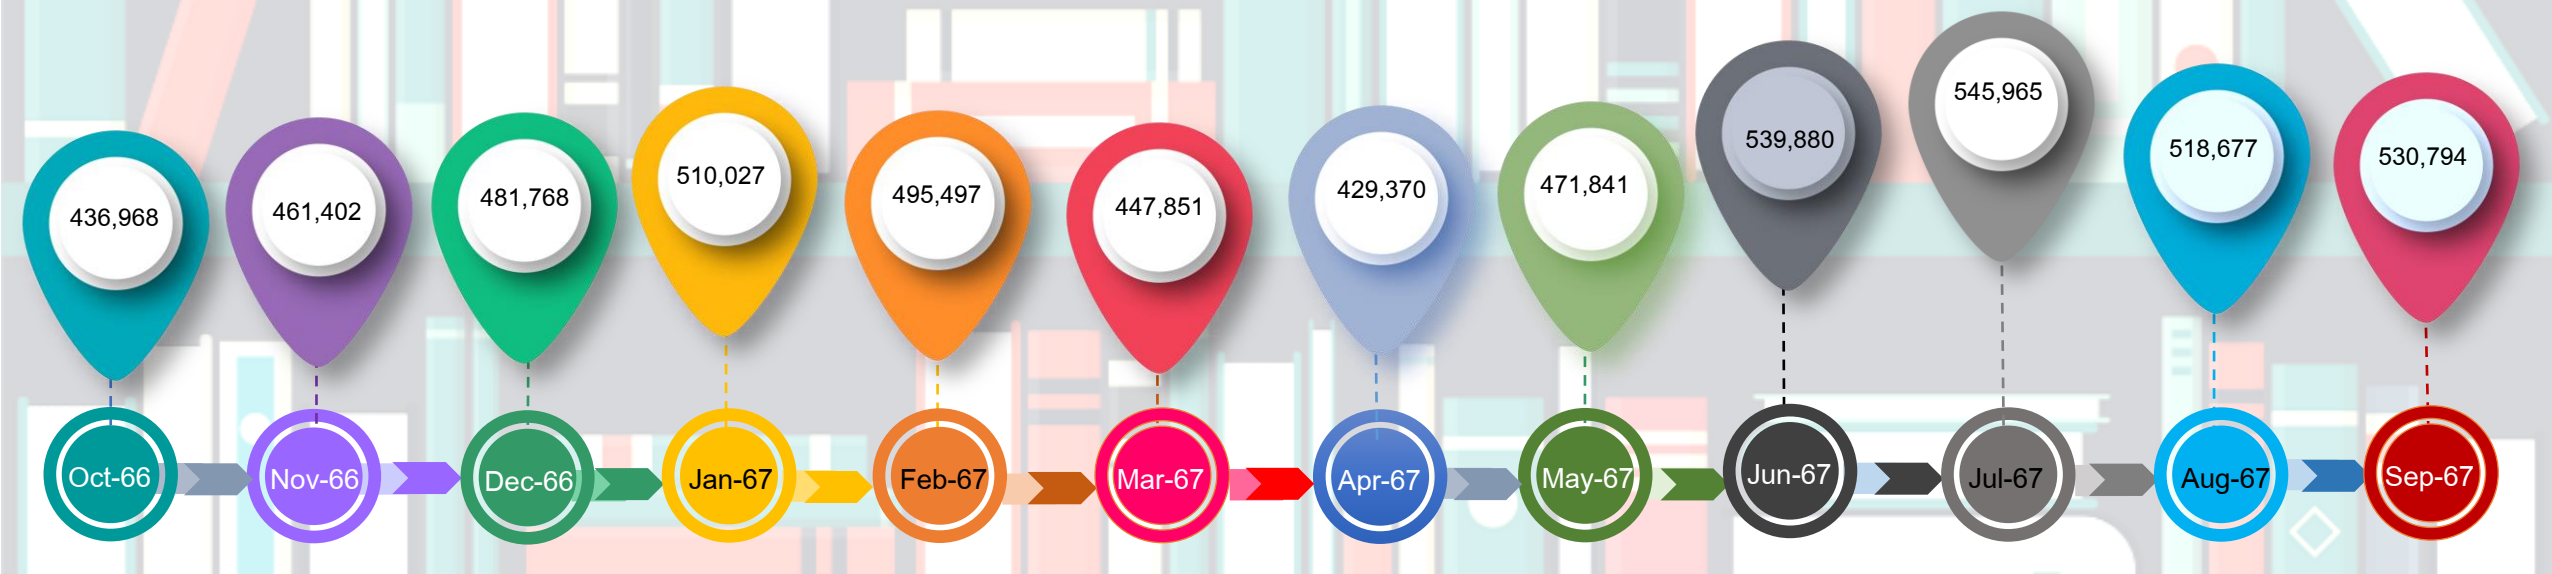 436,968
461,402
481,768
510,027
495,497
447,851
429,370
471,841
539,880
545,965
518,677
530,794
Oct-66
Nov-66
Dec-66
Jan-67
Feb-67
Mar-67
Apr-67
May-67
Jun-67
Jul-67
Aug-67
Sep-67